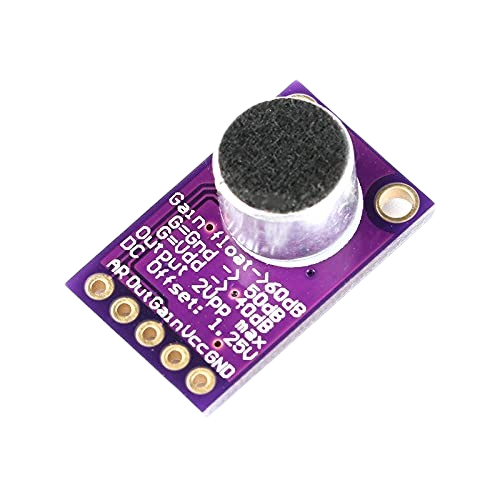 Gain float->60dB
G=Gnd -> 50dB
G=Vdd -> 40dB
Output 2Vpp max
DC Offset: 1.25V
AR Out Gain Vcc GND